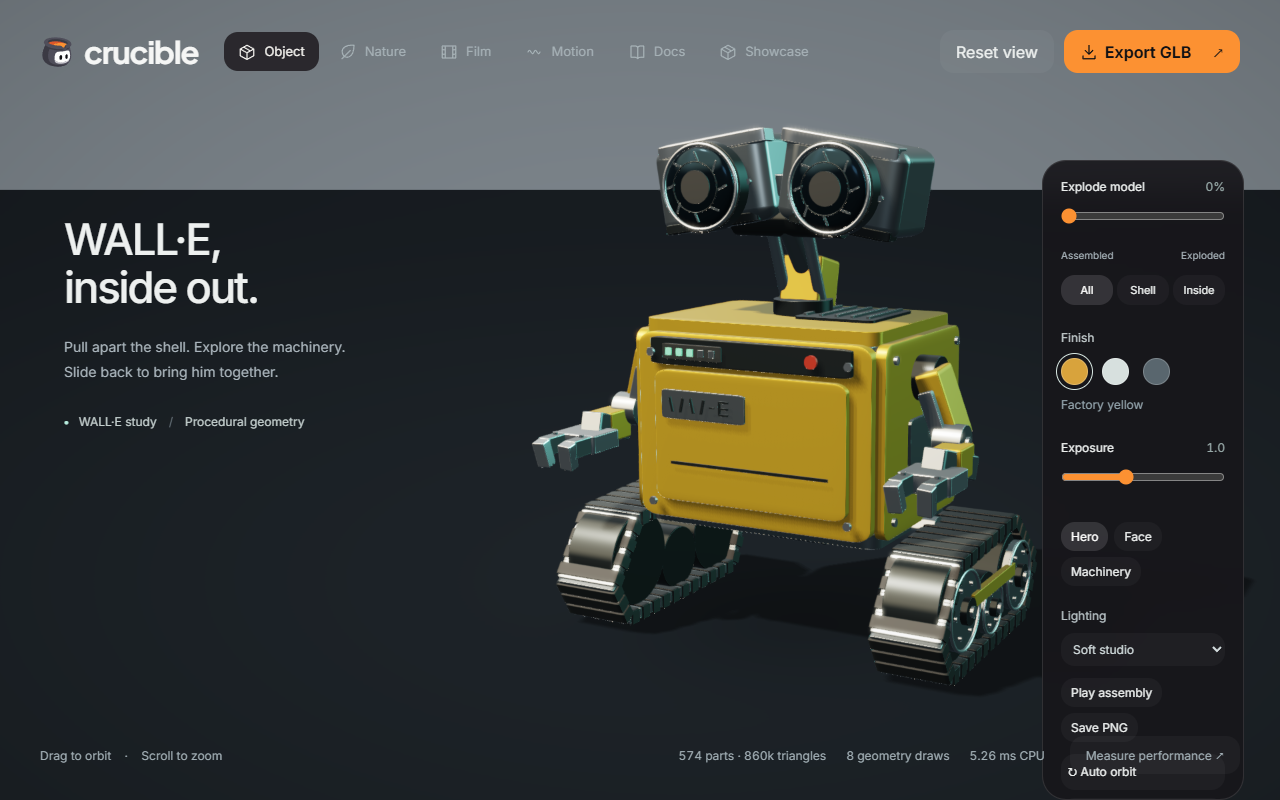 crucible
Object
Nature
Film
Motion
Docs
Showcase
Reset view
Export GLB ↗
WALL·E,
inside out.
Pull apart the shell. Explore the machinery.
Slide back to bring him together.
• WALL·E study / Procedural geometry
Explode model 0%
Assembled Exploded
All Shell Inside
Finish
Factory yellow
Exposure 1.0
Hero Face
Machinery
Lighting
Soft studio
Play assembly
Save PNG
Drag to orbit · Scroll to zoom
574 parts · 860k triangles 8 geometry draws 5.26 ms CPU
Measure performance ↗
↻ Auto orbit